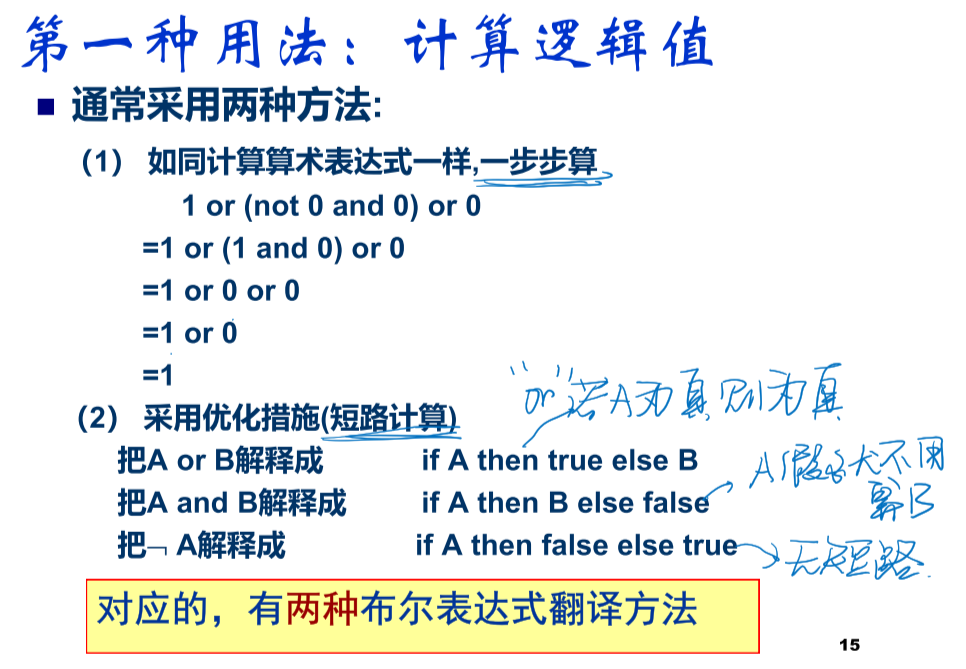 第一种用法：计算逻辑值
■ 通常采用两种方法:
（1） 如同计算算术表达式一样,一步步算
1 or (not 0 and 0) or 0
=1 or (1 and 0) or 0
=1 or 0 or 0
=1 or 0
=1
"or"若A为真则为真
（2） 采用优化措施(短路计算)
把A or B解释成 if A then true else B
把A and B解释成 if A then B else false
A假 不用
算B
把¬ A解释成 if A then false else true
无短路.
对应的，有两种布尔表达式翻译方法
15